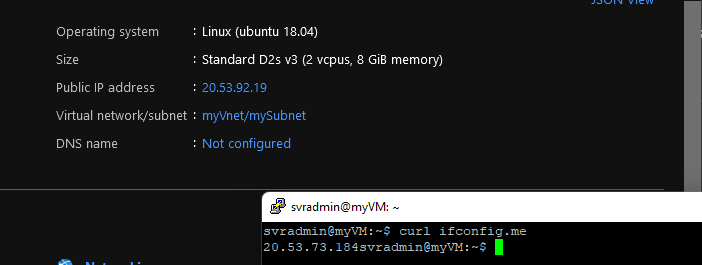 JSON View
Operating system : Linux (ubuntu 18.04)
Size : Standard D2s v3 (2 vcpus, 8 GiB memory)
Public IP address : 20.53.92.19
Virtual network/subnet : myVnet/mySubnet
DNS name : Not configured
svradmin@myVM: ~
svradmin@myVM:~$ curl ifconfig.me
20.53.73.184svradmin@myVM:~$